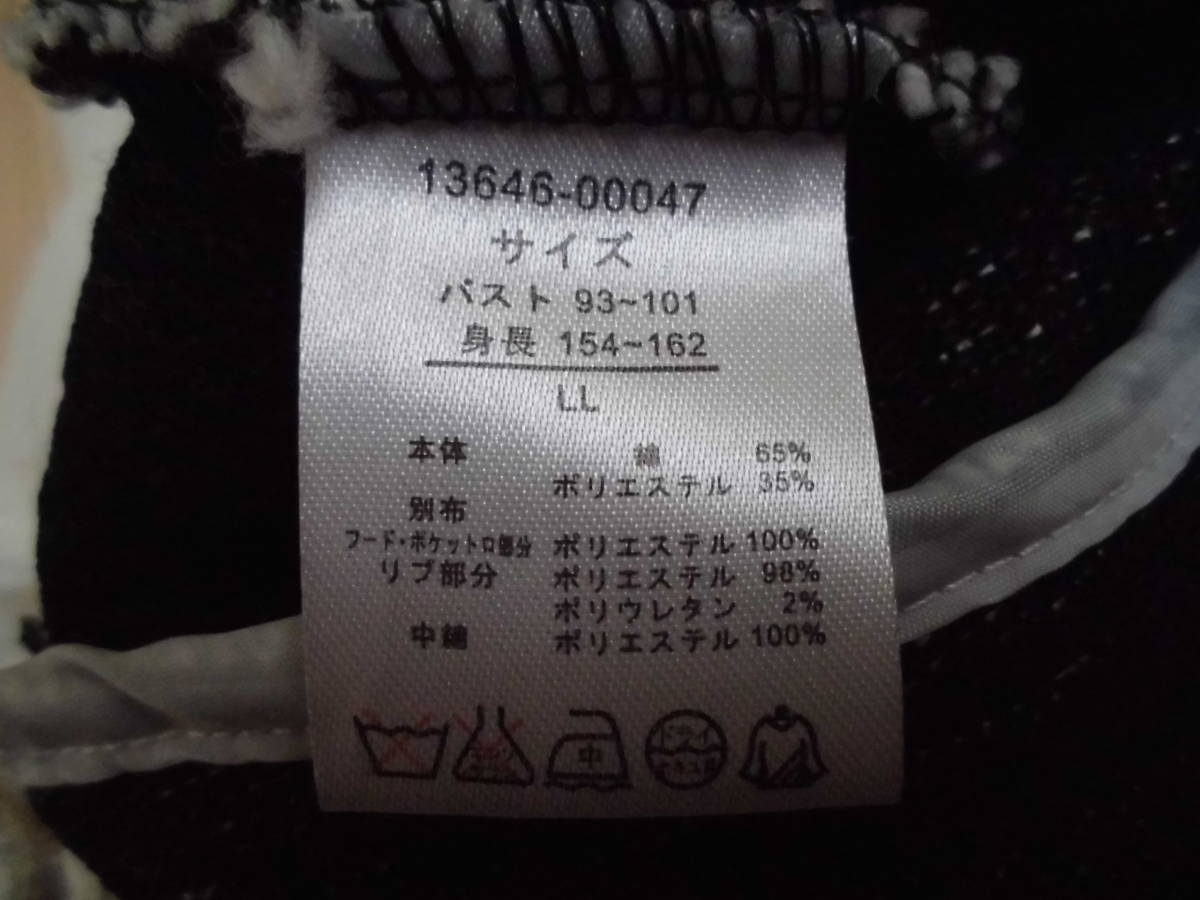 13646-00047
サイズ
バスト 93~101
身長 154~162
LL
本体 綿 65%
ポリエステル 35%
別布
フード・ポケット口部分 ポリエステル 100%
リブ部分 ポリエステル 98%
ポリウレタン 2%
中綿 ポリエステル 100%
中
ドライ